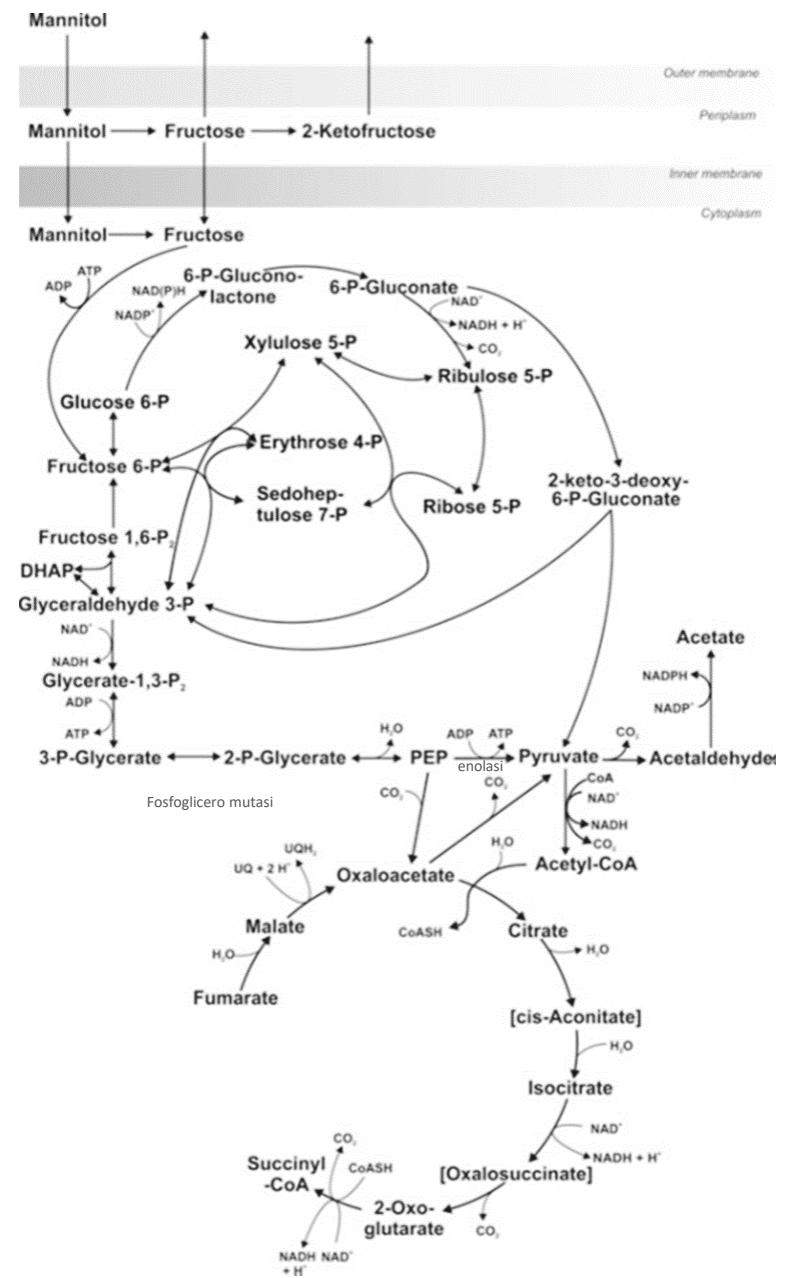 Mannitol
Outer membrane
Periplasm
Mannitol Fructose 2-Ketofructose
Inner membrane
Cytoplasm
Mannitol Fructose
ATP
ADP
6-P-Glucono-
lactone
6-P-Gluconate
NAD(P)H
NADP⁺
NAD⁺
NADH + H⁺
CO₂
Xylulose 5-P
Ribulose 5-P
Glucose 6-P
Erythrose 4-P
Fructose 6-P
Sedohep-
tulose 7-P
Ribose 5-P
2-keto-3-deoxy-
6-P-Gluconate
Fructose 1,6-P₂
DHAP
Glyceraldehyde 3-P
NAD⁺
NADH
Glycerate-1,3-P₂
ADP
ATP
Acetate
NADPH
NADP⁺
3-P-Glycerate 2-P-Glycerate
H₂O
PEP
ADP ATP
enolasi
Pyruvate
CO₂
Acetaldehyde
Fosfoglicero mutasi
CO₂
CO₂
CoA
NAD⁺
NADH
CO₂
H₂O
Acetyl-CoA
UQH₂
UQ + 2 H⁺
Oxaloacetate
CoASH
Malate
Citrate
H₂O
H₂O
Fumarate
[cis-Aconitate]
H₂O
Isocitrate
NAD⁺
NADH + H⁺
[Oxalosuccinate]
CO₂
CO₂
Succinyl
-CoA
CoASH
2-Oxo-
glutarate
NADH NAD⁺
+ H⁺